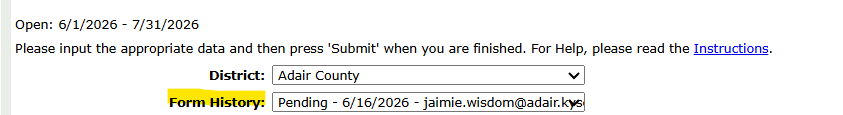 Open: 6/1/2026 - 7/31/2026
Please input the appropriate data and then press 'Submit' when you are finished. For Help, please read the Instructions.
District: Adair County
Form History: Pending - 6/16/2026 - jaimie.wisdom@adair.kys